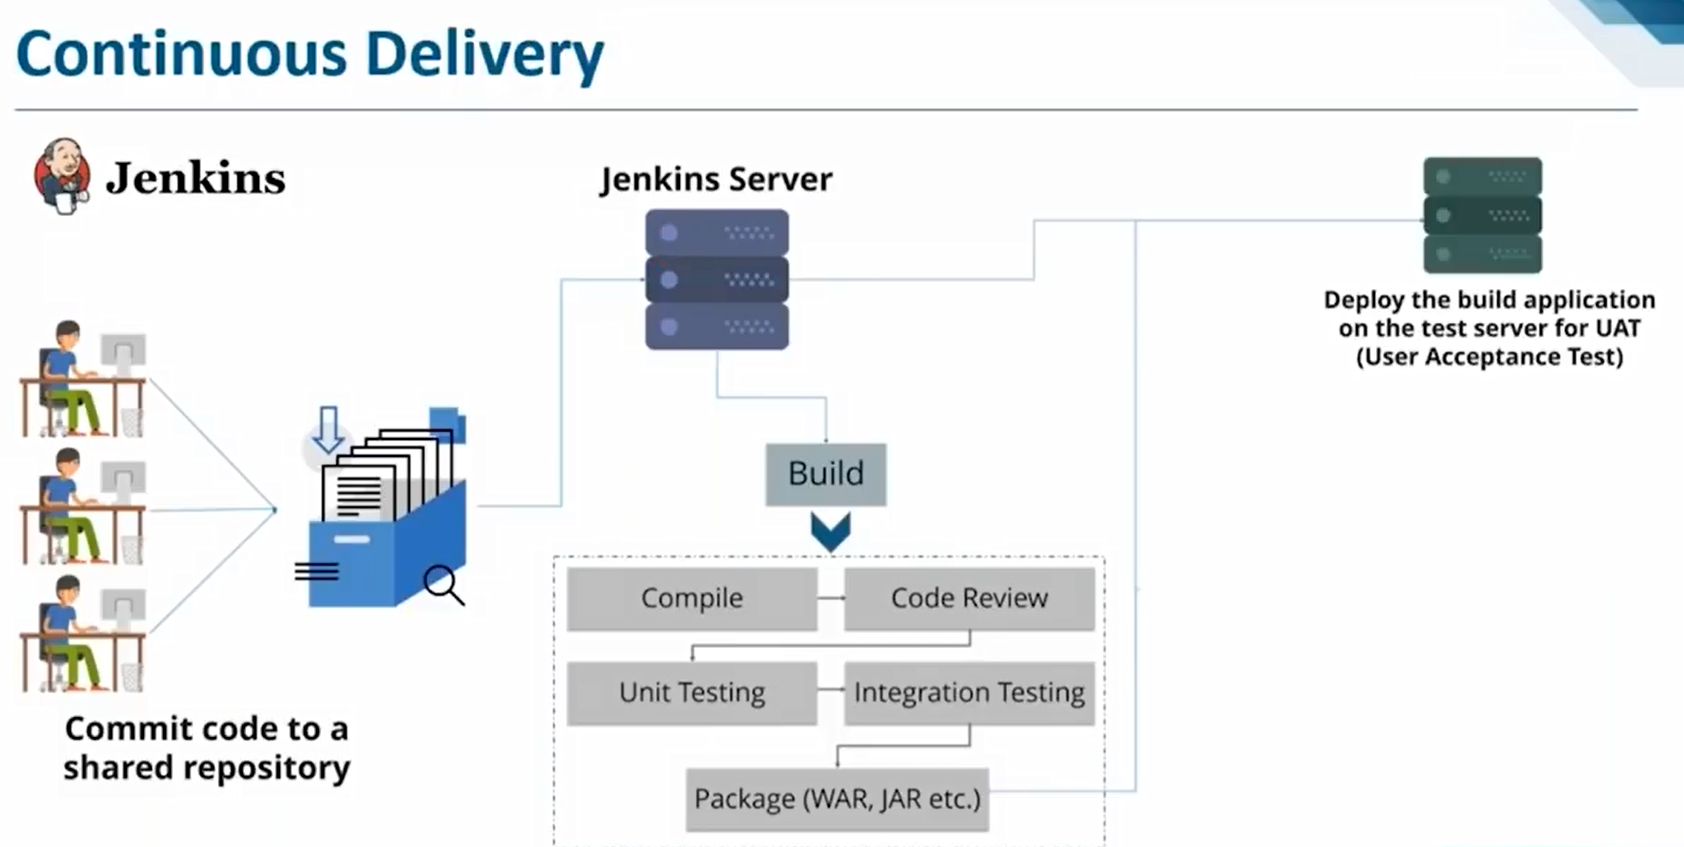 Continuous Delivery
Jenkins
Jenkins Server
Deploy the build application
on the test server for UAT
(User Acceptance Test)
Build
Compile
Code Review
Unit Testing
Integration Testing
Package (WAR, JAR etc.)
Commit code to a
shared repository